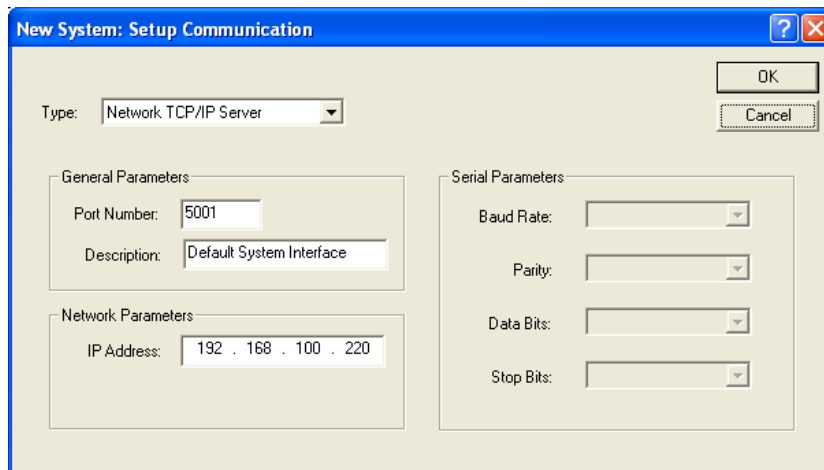 New System: Setup Communication
OK
Type: Network TCP/IP Server
Cancel
General Parameters
Port Number: 5001
Description: Default System Interface
Network Parameters
IP Address: 192 . 168 . 100 . 220
Serial Parameters
Baud Rate:
Parity:
Data Bits:
Stop Bits: